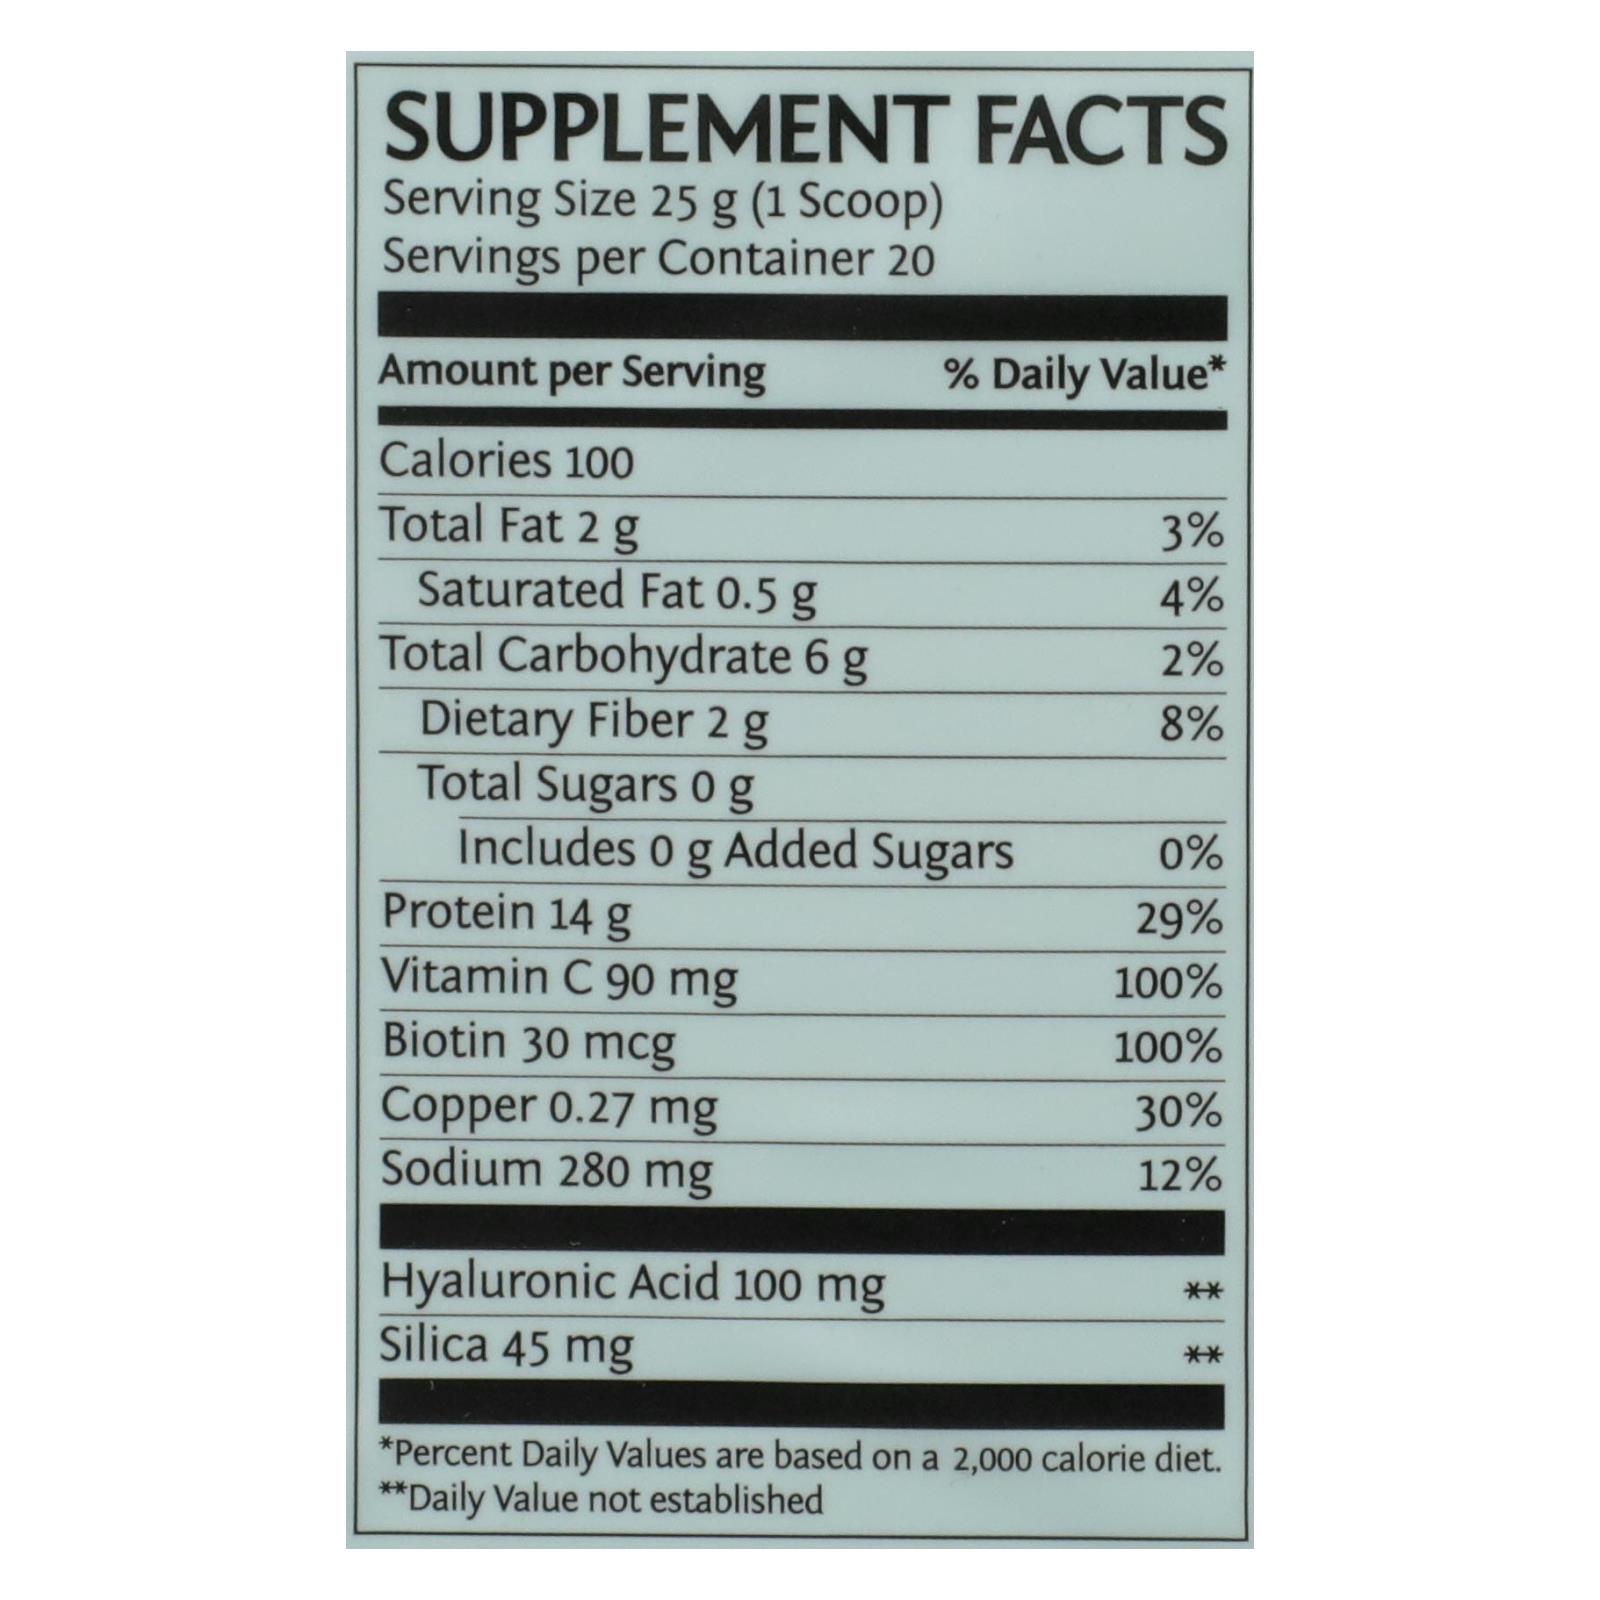 SUPPLEMENT FACTS
Serving Size 25 g (1 Scoop)
Servings per Container 20
Amount per Serving % Daily Value*
Calories 100
Total Fat 2 g 3%
Saturated Fat 0.5 g 4%
Total Carbohydrate 6 g 2%
Dietary Fiber 2 g 8%
Total Sugars 0 g
Includes 0 g Added Sugars 0%
Protein 14 g 29%
Vitamin C 90 mg 100%
Biotin 30 mcg 100%
Copper 0.27 mg 30%
Sodium 280 mg 12%
Hyaluronic Acid 100 mg **
Silica 45 mg **
*Percent Daily Values are based on a 2,000 calorie diet.
**Daily Value not established